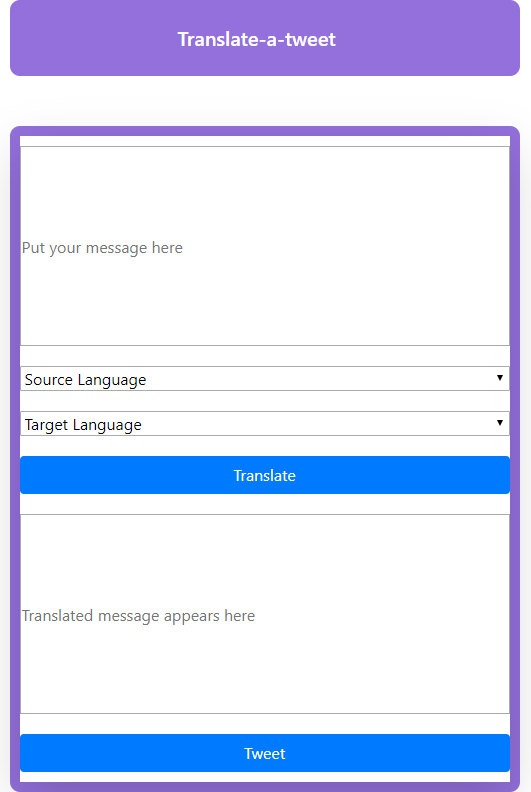 Translate-a-tweet
Put your message here
Source Language
Target Language
Translate
Translated message appears here
Tweet